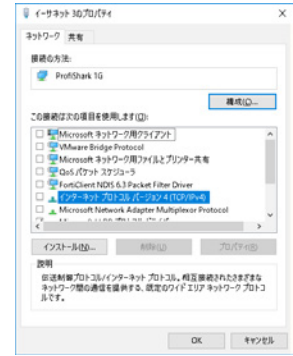 イーサネット 3のプロパティ
ネットワーク 共有
接続の方法:
ProfiShark 1G
構成(C)...
この接続は次の項目を使用します(O):
Microsoft ネットワーク用クライアント
VMware Bridge Protocol
Microsoft ネットワーク用ファイルとプリンター共有
QoS パケット スケジューラ
FortiClient NDIS 6.3 Packet Filter Driver
インターネット プロトコル バージョン 4 (TCP/IPv4)
Microsoft Network Adapter Multiplexor Protocol
インストール(N)... 削除(U) プロパティ(R)
説明
伝送制御プロトコル/インターネット プロトコル。相互接続されたさまざまな
ネットワーク間の通信を提供する、既定のワイド エリア ネットワーク プロトコ
ルです。
OK キャンセル